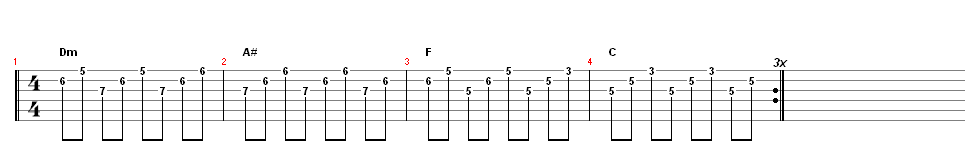 Dm A# F C
1 2 3 4 3x
5 5 6 6 6 5 5 3 3 3
4 6 6 6 6 6 6 6 6 5 5 5 5
7 7 7 7 7 5 5 5 5 5
4